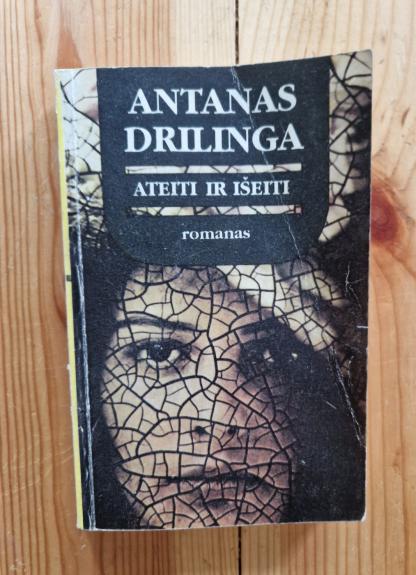 ANTANAS
DRILINGA
ATEITI IR IŠEITI
romanas